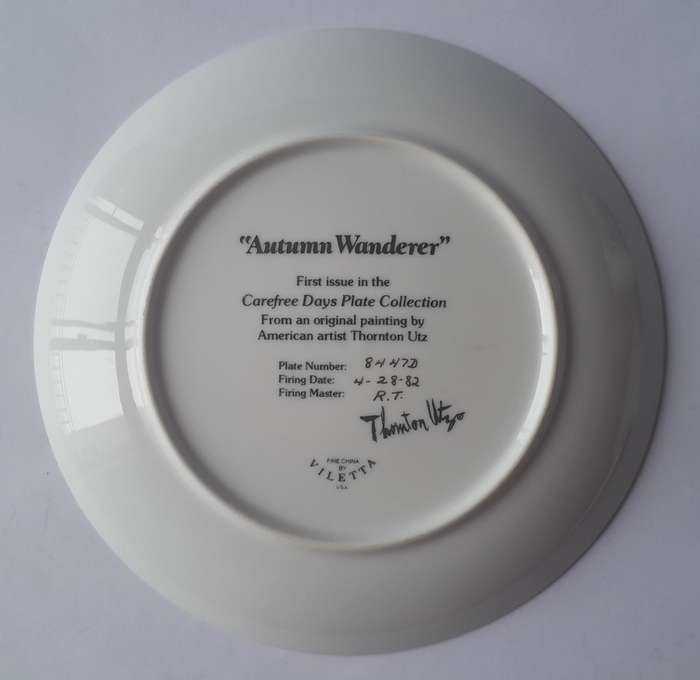 "Autumn Wanderer"
First issue in the
Carefree Days Plate Collection
From an original painting by
American artist Thornton Utz
Plate Number: 8447D
Firing Date: 4-28-82
Firing Master: R.T.
Thornton Utz
FINE CHINA
BY
VILETTA
USA